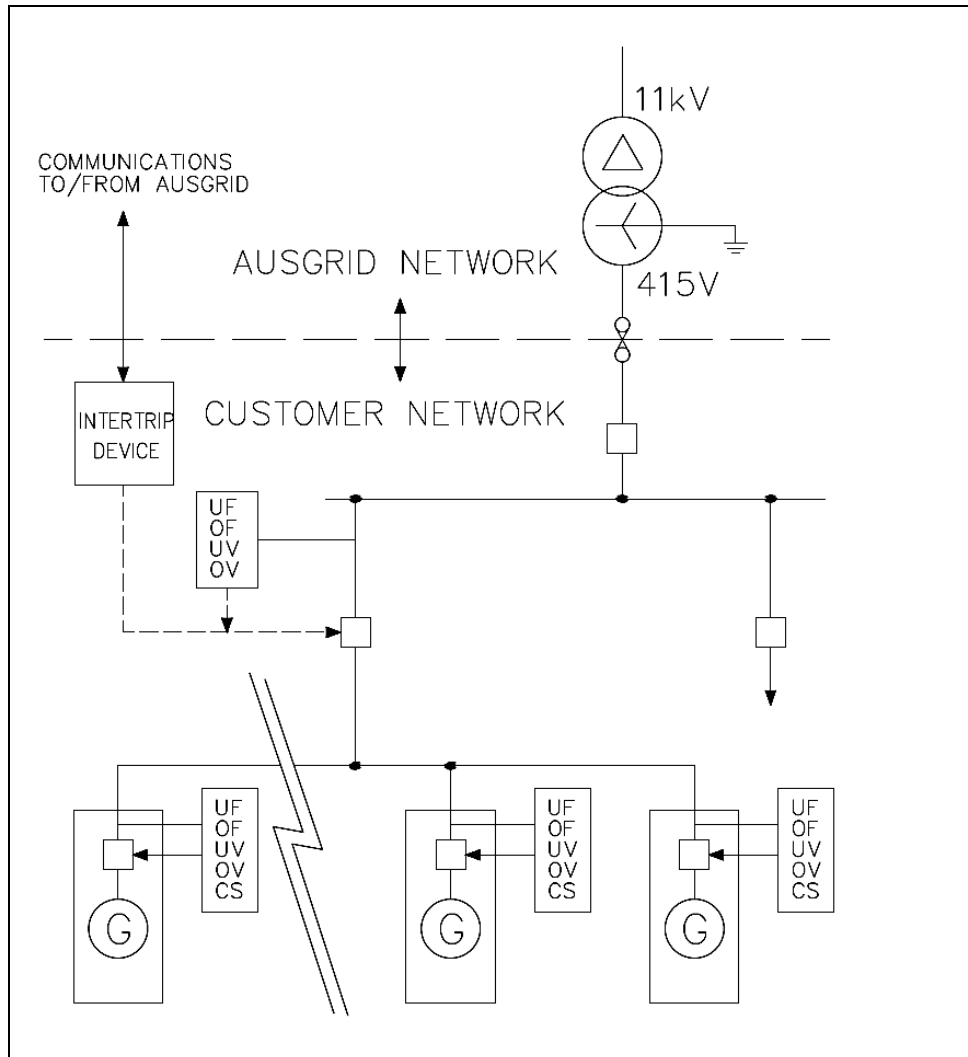 11kV
COMMUNICATIONS
TO/FROM AUSGRID
AUSGRID NETWORK
415V
CUSTOMER NETWORK
INTERTRIP
DEVICE
UF
OF
UV
OV
UF
OF
UV
OV
CS
G
UF
OF
UV
OV
CS
G
UF
OF
UV
OV
CS
G